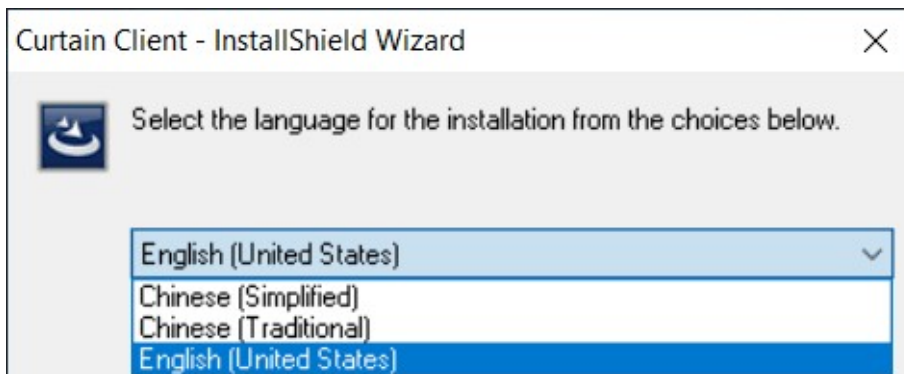 Curtain Client - InstallShield Wizard
Select the language for the installation from the choices below.
English (United States)
Chinese (Simplified)
Chinese (Traditional)
English (United States)